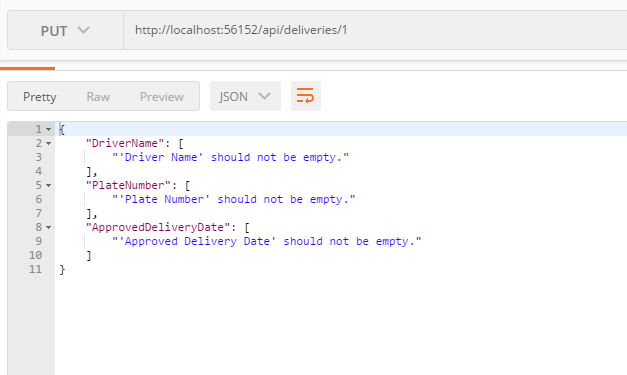 PUT http://localhost:56152/api/deliveries/1
Pretty Raw Preview JSON
1 {
2 "DriverName": [
3 "'Driver Name' should not be empty."
4 ],
5 "PlateNumber": [
6 "'Plate Number' should not be empty."
7 ],
8 "ApprovedDeliveryDate": [
9 "'Approved Delivery Date' should not be empty."
10 ]
11 }